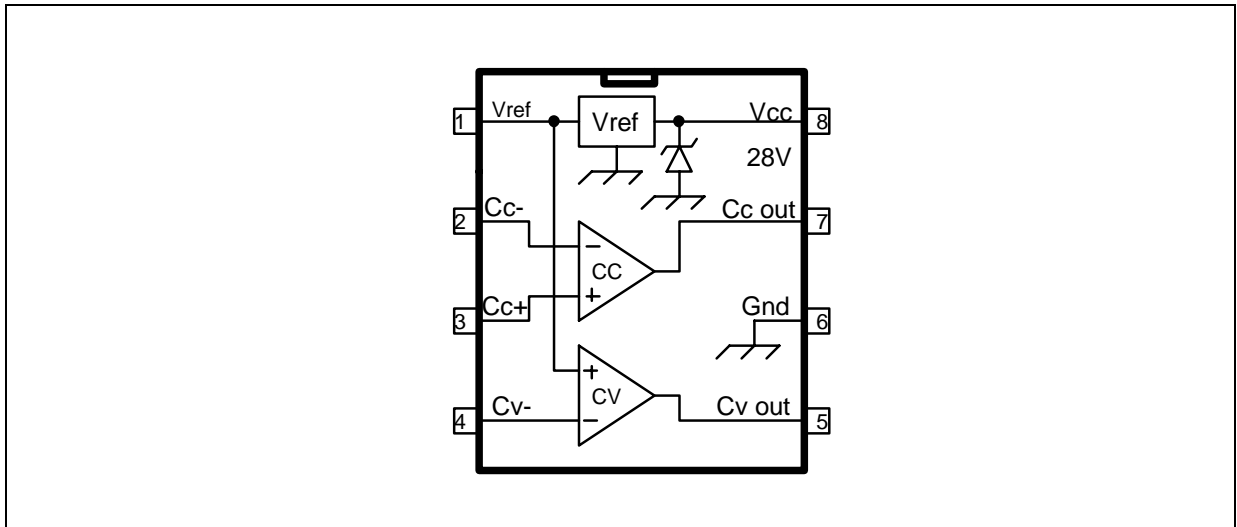 1 Vref Vref Vcc 8
28V
2 Cc- Cc out 7
−
CC
3 Cc+ + Gnd 6
+
CV
4 Cv- − Cv out 5